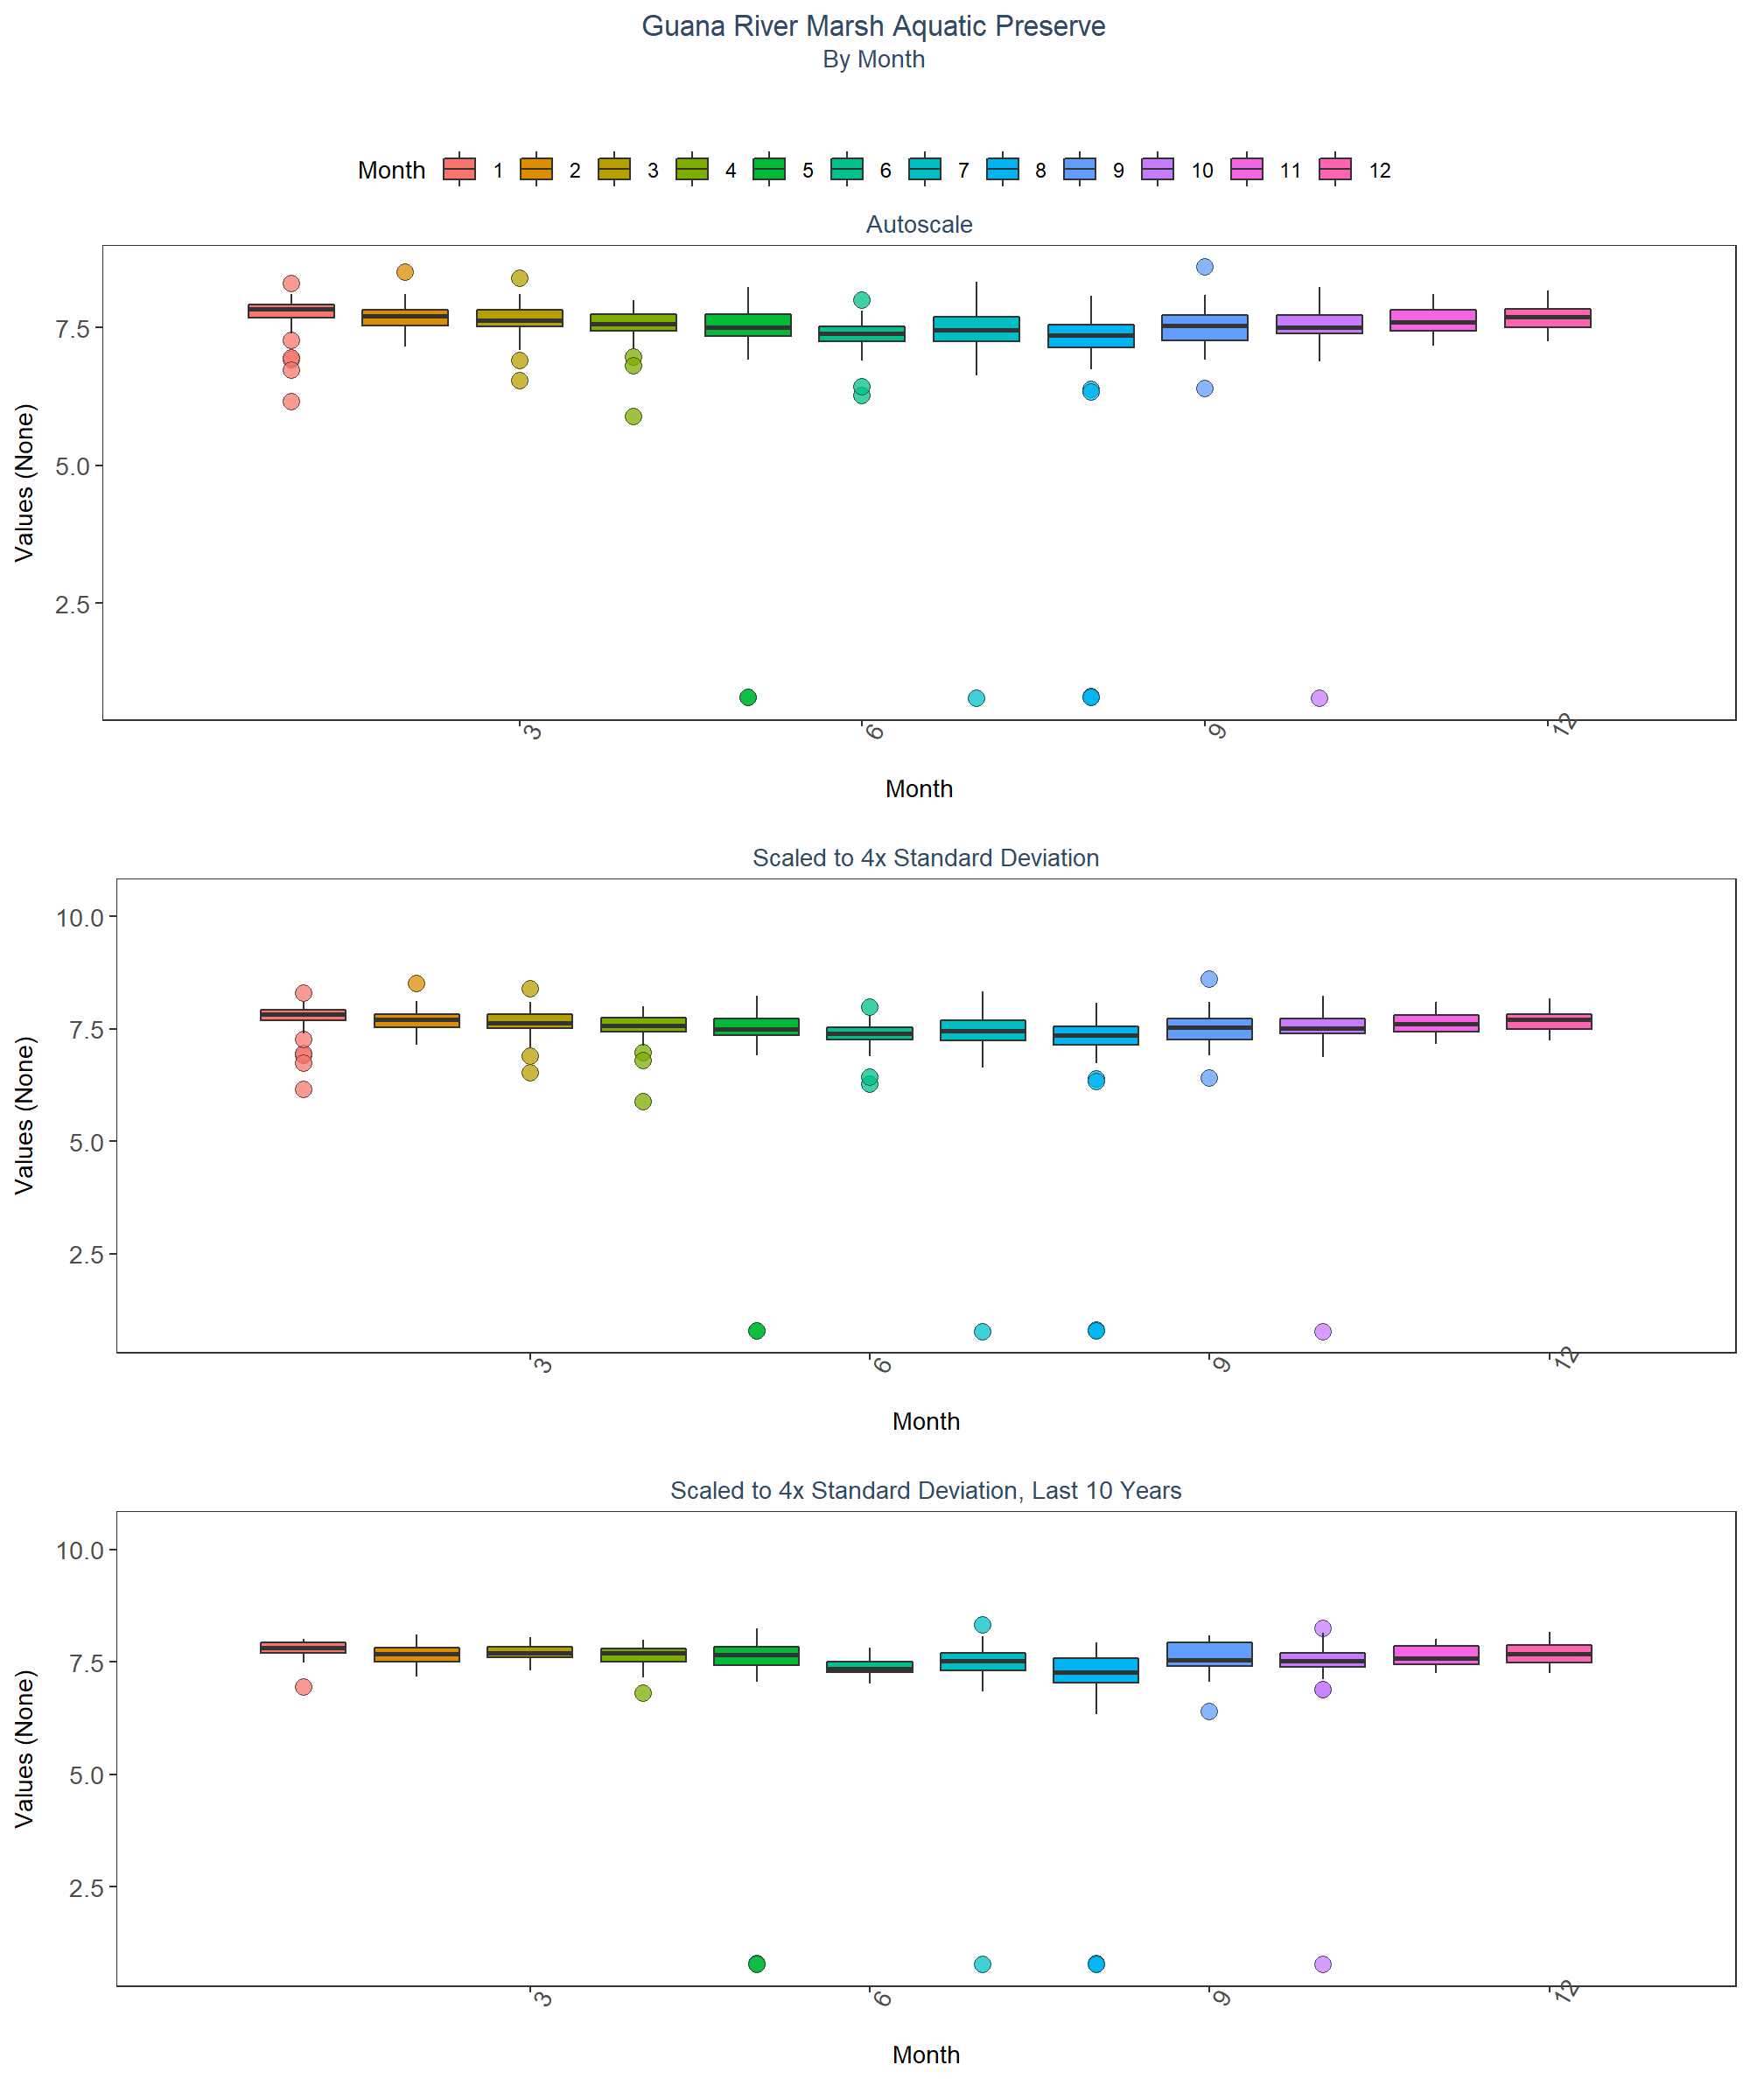 Guana River Marsh Aquatic Preserve
By Month
Month 1 2 3 4 5 6 7 8 9 10 11 12
Autoscale
Values (None)
7.5
5.0
2.5
3 6 9 12
Month
Scaled to 4x Standard Deviation
Values (None)
10.0
7.5
5.0
2.5
3 6 9 12
Month
Scaled to 4x Standard Deviation, Last 10 Years
Values (None)
10.0
7.5
5.0
2.5
3 6 9 12
Month